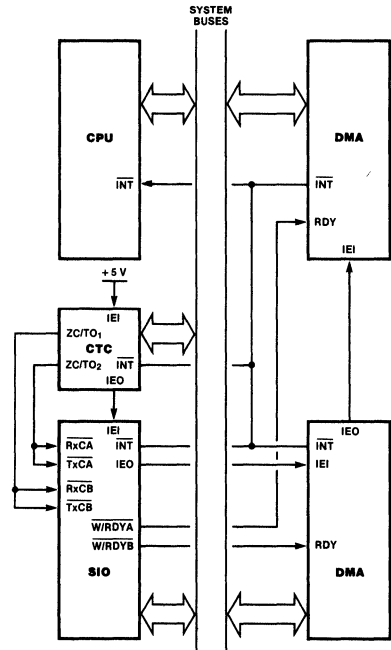 SYSTEM
BUSES
CPU
INT
DMA
INT
RDY
IEI
+5 V
IEI
ZC/TO1
CTC
ZC/TO2
INT
IEO
IEI
RxCA
INT
TxCA
IEO
RxCB
TxCB
W/RDYA
W/RDYB
SIO
IEO
INT
IEI
RDY
DMA